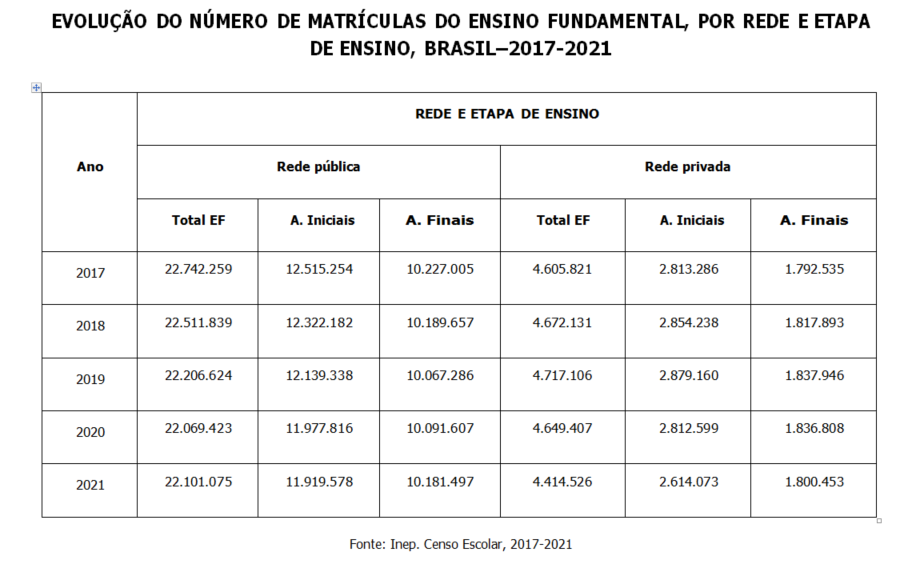 EVOLUÇÃO DO NÚMERO DE MATRÍCULAS DO ENSINO FUNDAMENTAL, POR REDE E ETAPA
DE ENSINO, BRASIL–2017-2021
REDE E ETAPA DE ENSINO
Ano
Rede pública Rede privada
Total EF A. Iniciais A. Finais Total EF A. Iniciais A. Finais
2017 22.742.259 12.515.254 10.227.005 4.605.821 2.813.286 1.792.535
2018 22.511.839 12.322.182 10.189.657 4.672.131 2.854.238 1.817.893
2019 22.206.624 12.139.338 10.067.286 4.717.106 2.879.160 1.837.946
2020 22.069.423 11.977.816 10.091.607 4.649.407 2.812.599 1.836.808
2021 22.101.075 11.919.578 10.181.497 4.414.526 2.614.073 1.800.453
Fonte: Inep. Censo Escolar, 2017-2021